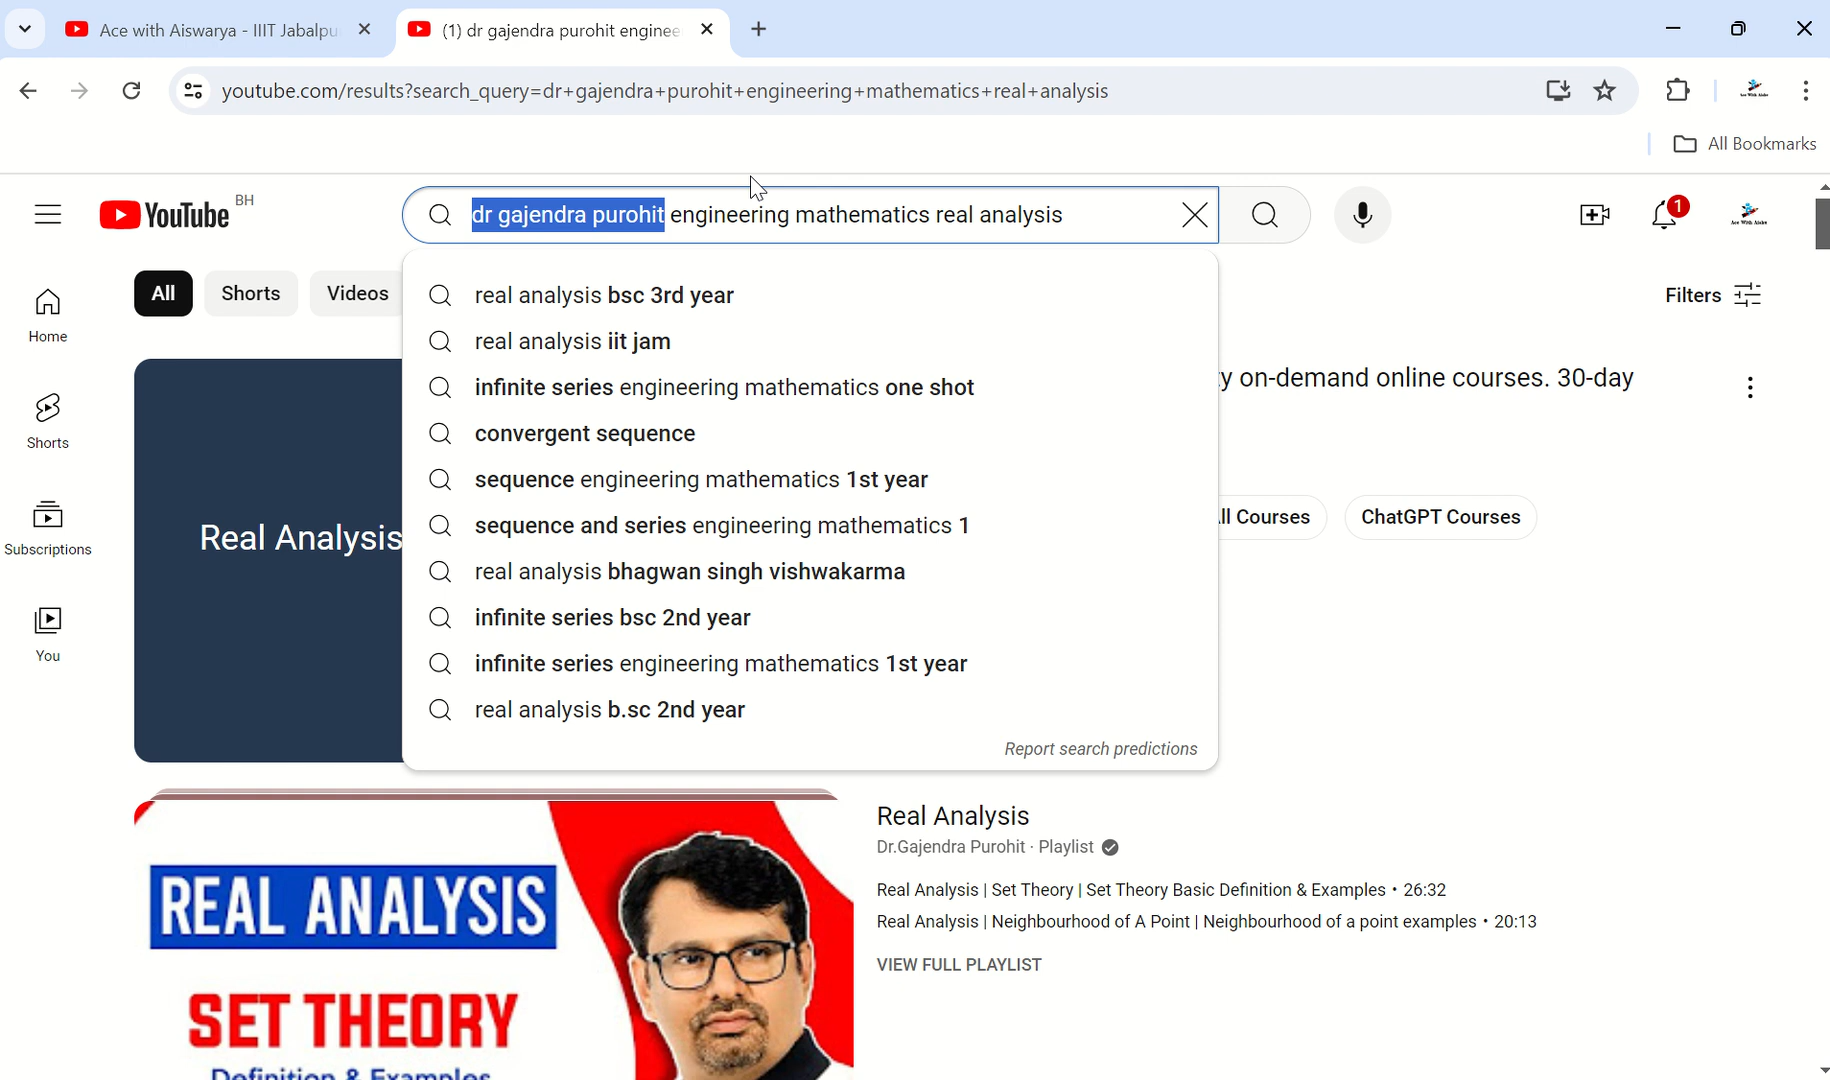 Ace with Aiswarya - IIIT Jabalpu
(1) dr gajendra purohit enginee
youtube.com/results?search_query=dr+gajendra+purohit+engineering+mathematics+real+analysis
All Bookmarks
YouTube BH
dr gajendra purohit engineering mathematics real analysis
1
Home
Shorts
Subscriptions
You
All
Shorts
Videos
Filters
real analysis bsc 3rd year
real analysis iit jam
infinite series engineering mathematics one shot
convergent sequence
sequence engineering mathematics 1st year
sequence and series engineering mathematics 1
real analysis bhagwan singh vishwakarma
infinite series bsc 2nd year
infinite series engineering mathematics 1st year
real analysis b.sc 2nd year
Report search predictions
Real Analysis
y on-demand online courses. 30-day
ll Courses
ChatGPT Courses
REAL ANALYSIS
SET THEORY
Definition & Examples
Real Analysis
Dr.Gajendra Purohit · Playlist
Real Analysis | Set Theory | Set Theory Basic Definition & Examples • 26:32
Real Analysis | Neighbourhood of A Point | Neighbourhood of a point examples • 20:13
VIEW FULL PLAYLIST